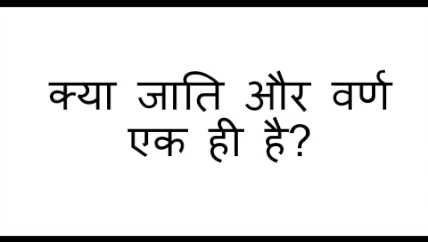 क्या जाति और वर्ण
एक ही है?